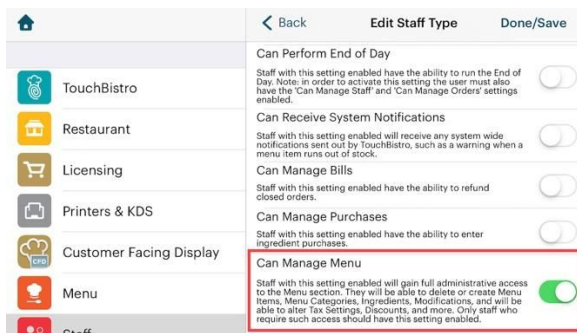 Back
Edit Staff Type
Done/Save
TouchBistro
Restaurant
Licensing
Printers & KDS
CFD
Customer Facing Display
Menu
Staff
Can Perform End of Day
Staff with this setting enabled have the ability to run the End of
Day. Note: in order to activate this setting the user must also
have the 'Can Manage Staff' and 'Can Manage Orders' settings
enabled.
Can Receive System Notifications
Staff with this setting enabled will receive any system wide
notifications sent out by TouchBistro, such as a warning when a
menu item runs out of stock.
Can Manage Bills
Staff with this setting enabled have the ability to refund
closed orders.
Can Manage Purchases
Staff with this setting enabled have the ability to enter
ingredient purchases.
Can Manage Menu
Staff with this setting enabled will gain full administrative access
to the Menu section. They will be able to delete or create Menu
Items, Menu Categories, Ingredients, Modifications, and will be
able to alter Tax Settings, Discounts, and more. Only staff who
require such access should have this setting enabled.